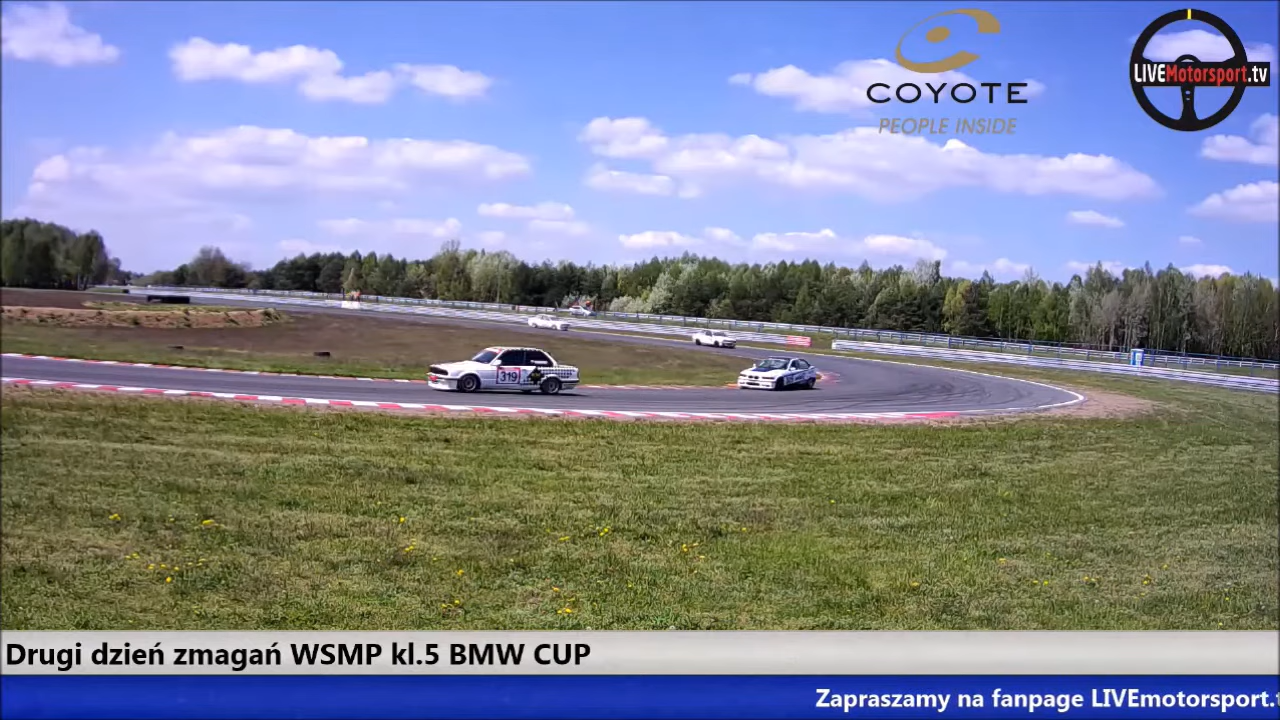 COYOTE
PEOPLE INSIDE
LIVEMotorsport.tv
319
Drugi dzień zmagań WSMP kl.5 BMW CUP
Zapraszamy na fanpage LIVEmotorsport.t